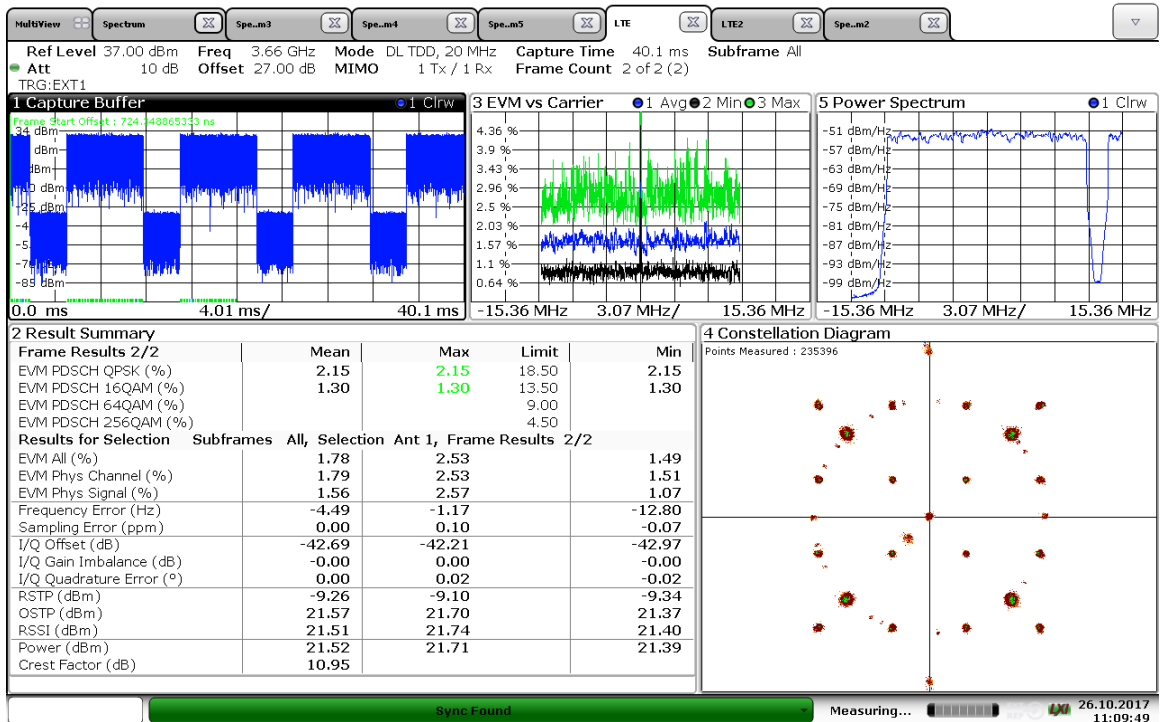 MultiView Spectrum Spe..m3 Spe..m4 Spe..m5 LTE LTE2 Spe..m2
Ref Level 37.00 dBm Freq 3.66 GHz Mode DL TDD, 20 MHz Capture Time 40.1 ms Subframe All
Att 10 dB Offset 27.00 dB MIMO 1 Tx / 1 Rx Frame Count 2 of 2 (2)
TRG:EXT1
1 Capture Buffer 1 Clrw
Frame Start Offset : 724.348865333 ns
34 dBm
dBm
dBm
dBm
-25 dBm
-85 dBm
0.0 ms 4.01 ms/ 40.1 ms
3 EVM vs Carrier 1 Avg 2 Min 3 Max
4.36 %
3.9 %
3.43 %
2.96 %
2.5 %
2.03 %
1.57 %
1.1 %
0.64 %
-15.36 MHz 3.07 MHz/ 15.36 MHz
5 Power Spectrum 1 Clrw
-51 dBm/Hz
-57 dBm/Hz
-63 dBm/Hz
-69 dBm/Hz
-75 dBm/Hz
-81 dBm/Hz
-87 dBm/Hz
-93 dBm/Hz
-99 dBm/Hz
-15.36 MHz 3.07 MHz/ 15.36 MHz
2 Result Summary
Frame Results 2/2 Mean Max Limit Min
EVM PDSCH QPSK (%) 2.15 2.15 18.50 2.15
EVM PDSCH 16QAM (%) 1.30 1.30 13.50 1.30
EVM PDSCH 64QAM (%) 9.00
EVM PDSCH 256QAM (%) 4.50
Results for Selection Subframes All, Selection Ant 1, Frame Results 2/2
EVM All (%) 1.78 2.53 1.49
EVM Phys Channel (%) 1.79 2.53 1.51
EVM Phys Signal (%) 1.56 2.57 1.07
Frequency Error (Hz) -4.49 -1.17 -12.80
Sampling Error (ppm) 0.00 0.10 -0.07
I/Q Offset (dB) -42.69 -42.21 -42.97
I/Q Gain Imbalance (dB) -0.00 0.00 -0.00
I/Q Quadrature Error (°) 0.00 0.02 -0.02
RSTP (dBm) -9.26 -9.10 -9.34
OSTP (dBm) 21.57 21.70 21.37
RSSI (dBm) 21.51 21.74 21.40
Power (dBm) 21.52 21.71 21.39
Crest Factor (dB) 10.95
4 Constellation Diagram
Points Measured : 235396
Sync Found
Measuring...
LXI
26.10.2017
11:09:49